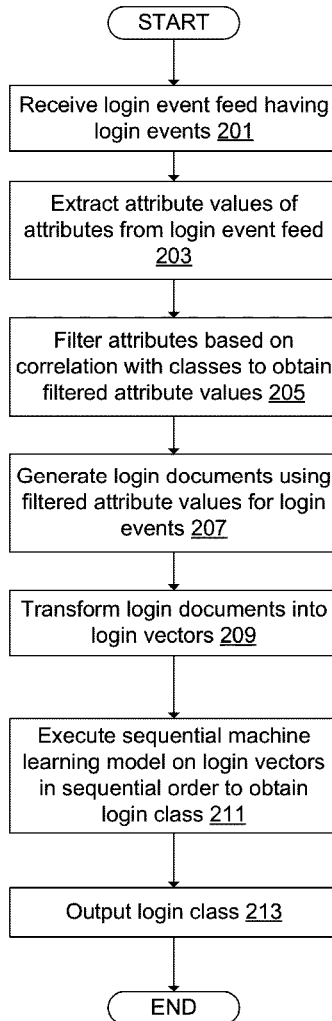 START
Receive login event feed having
login events 201
Extract attribute values of
attributes from login event feed
203
Filter attributes based on
correlation with classes to obtain
filtered attribute values 205
Generate login documents using
filtered attribute values for login
events 207
Transform login documents into
login vectors 209
Execute sequential machine
learning model on login vectors
in sequential order to obtain
login class 211
Output login class 213
END